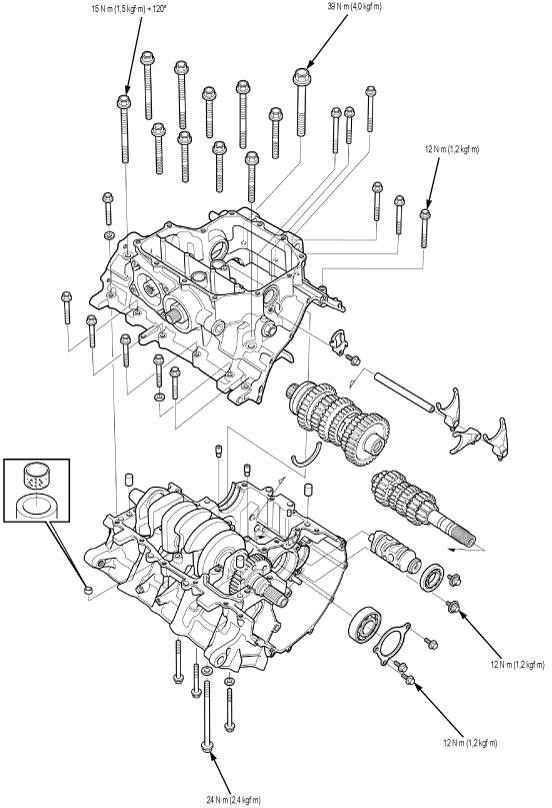 15 N·m (1,5 kgf·m) + 120°
39 N·m (4,0 kgf·m)
12 N·m (1,2 kgf·m)
12 N·m (1,2 kgf·m)
12 N·m (1,2 kgf·m)
24 N·m (2,4 kgf·m)